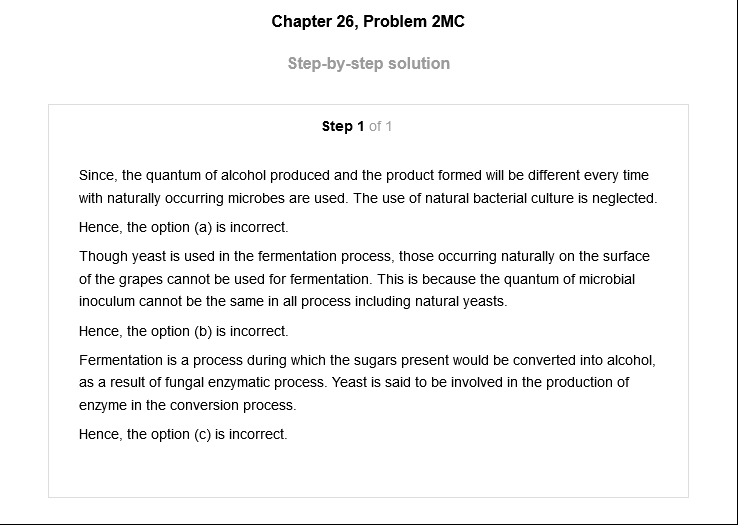 Chapter 26, Problem 2MC
Step-by-step solution
Step 1 of 1
Since, the quantum of alcohol produced and the product formed will be different every time
with naturally occurring microbes are used. The use of natural bacterial culture is neglected.
Hence, the option (a) is incorrect.
Though yeast is used in the fermentation process, those occurring naturally on the surface
of the grapes cannot be used for fermentation. This is because the quantum of microbial
inoculum cannot be the same in all process including natural yeasts.
Hence, the option (b) is incorrect.
Fermentation is a process during which the sugars present would be converted into alcohol,
as a result of fungal enzymatic process. Yeast is said to be involved in the production of
enzyme in the conversion process.
Hence, the option (c) is incorrect.